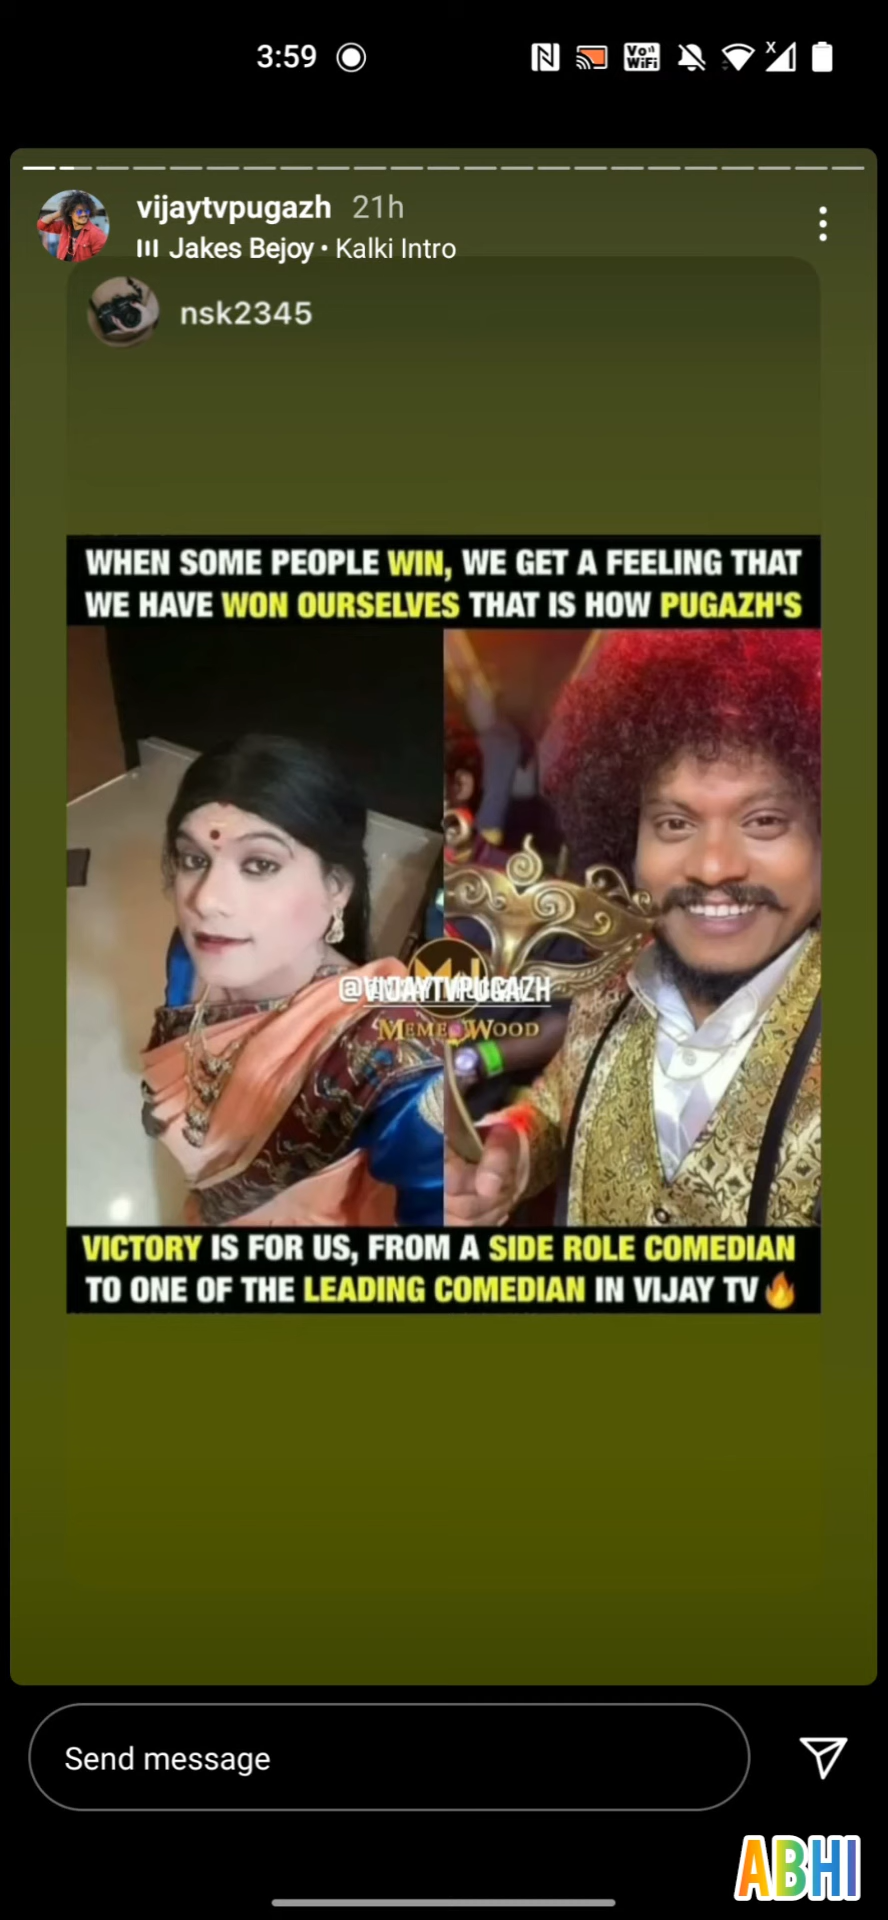 3:59
Vo
WiFi
X
vijaytvpugazh 21h
Jakes Bejoy • Kalki Intro
nsk2345
WHEN SOME PEOPLE WIN, WE GET A FEELING THAT
WE HAVE WON OURSELVES THAT IS HOW PUGAZH'S
@VIJAYTVPUGAZH
MEME WOOD
VICTORY IS FOR US, FROM A SIDE ROLE COMEDIAN
TO ONE OF THE LEADING COMEDIAN IN VIJAY TV🔥
Send message
ABHI